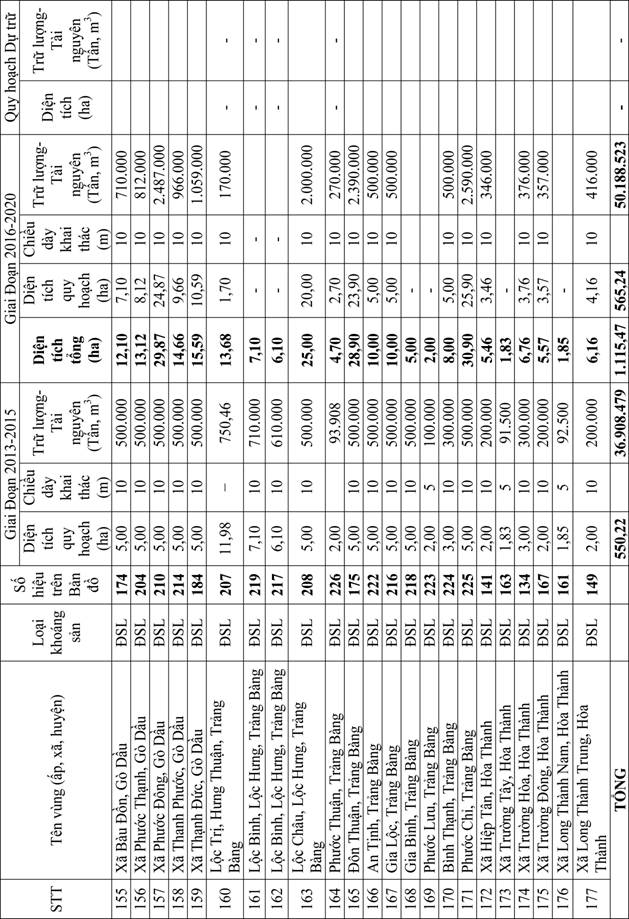 STT Tên vùng (ấp, xã, huyện) Loại khoáng sản Số hiệu trên Bản đồ Giai Đoạn 2013-2015 Diện tích tổng (ha) Giai Đoạn 2016-2020 Quy hoạch Dự trữ
Diện tích quy hoạch (ha) Chiều dày khai thác (m) Trữ lượng-Tài nguyên (Tấn, m³) Diện tích quy hoạch (ha) Chiều dày khai thác (m) Trữ lượng-Tài nguyên (Tấn, m³) Diện tích (ha) Trữ lượng-Tài nguyên (Tấn, m³)
155 Xã Bàu Đồn, Gò Dầu ĐSL 174 5,00 10 500.000 12,10 7,10 10 710.000
156 Xã Phước Thạnh, Gò Dầu ĐSL 204 5,00 10 500.000 13,12 8,12 10 812.000
157 Xã Phước Đông, Gò Dầu ĐSL 210 5,00 10 500.000 29,87 24,87 10 2.487.000
158 Xã Thanh Phước, Gò Dầu ĐSL 214 5,00 10 500.000 14,66 9,66 10 966.000
159 Xã Thạnh Đức, Gò Dầu ĐSL 184 5,00 10 500.000 15,59 10,59 10 1.059.000
160 Lộc Trị, Hưng Thuận, Trảng Bàng ĐSL 207 11,98 – 750,46 13,68 1,70 10 170.000 - -
161 Lộc Bình, Lộc Hưng, Trảng Bàng ĐSL 219 7,10 10 710.000 7,10 - - - -
162 Lộc Bình, Lộc Hưng, Trảng Bàng ĐSL 217 6,10 10 610.000 6,10 - - - -
163 Lộc Châu, Lộc Hưng, Trảng Bàng ĐSL 208 5,00 10 500.000 25,00 20,00 10 2.000.000
164 Phước Thuận, Trảng Bàng ĐSL 226 2,00 93.908 4,70 2,70 10 270.000 - -
165 Đôn Thuận, Trảng Bàng ĐSL 175 5,00 10 500.000 28,90 23,90 10 2.390.000
166 An Tịnh, Trảng Bàng ĐSL 222 5,00 10 500.000 10,00 5,00 10 500.000
167 Gia Lộc, Trảng Bàng ĐSL 216 5,00 10 500.000 10,00 5,00 10 500.000
168 Gia Bình, Trảng Bàng ĐSL 218 5,00 10 500.000 5,00 -
169 Phước Lưu, Trảng Bàng ĐSL 223 2,00 5 100.000 2,00 -
170 Bình Thạnh, Trảng Bàng ĐSL 224 3,00 10 300.000 8,00 5,00 10 500.000
171 Phước Chỉ, Trảng Bàng ĐSL 225 5,00 10 500.000 30,90 25,90 10 2.590.000
172 Xã Hiệp Tân, Hòa Thành ĐSL 141 2,00 10 200.000 5,46 3,46 10 346.000
173 Xã Trường Tây, Hòa Thành ĐSL 163 1,83 5 91.500 1,83 -
174 Xã Trường Hòa, Hòa Thành ĐSL 134 3,00 10 300.000 6,76 3,76 10 376.000
175 Xã Trường Đông, Hòa Thành ĐSL 167 2,00 10 200.000 5,57 3,57 10 357.000
176 Xã Long Thành Nam, Hòa Thành ĐSL 161 1,85 5 92.500 1,85 -
177 Xã Long Thành Trung, Hòa Thành ĐSL 149 2,00 10 200.000 6,16 4,16 10 416.000
TỔNG 550,22 36.908.479 1.115,47 565,24 50.188.523 - -